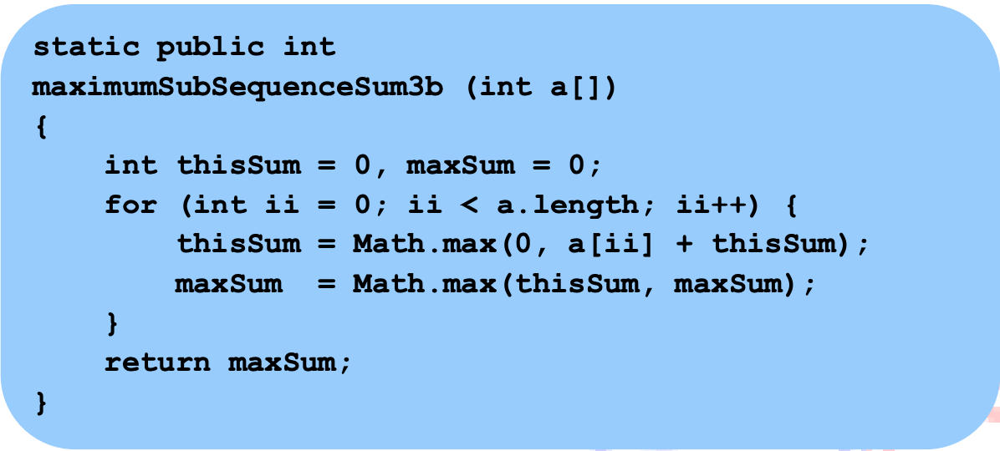 static public int
maximumSubSequenceSum3b (int a[])
{
    int thisSum = 0, maxSum = 0;
    for (int ii = 0; ii < a.length; ii++) {
        thisSum = Math.max(0, a[ii] + thisSum);
        maxSum  = Math.max(thisSum, maxSum);
    }
    return maxSum;
}